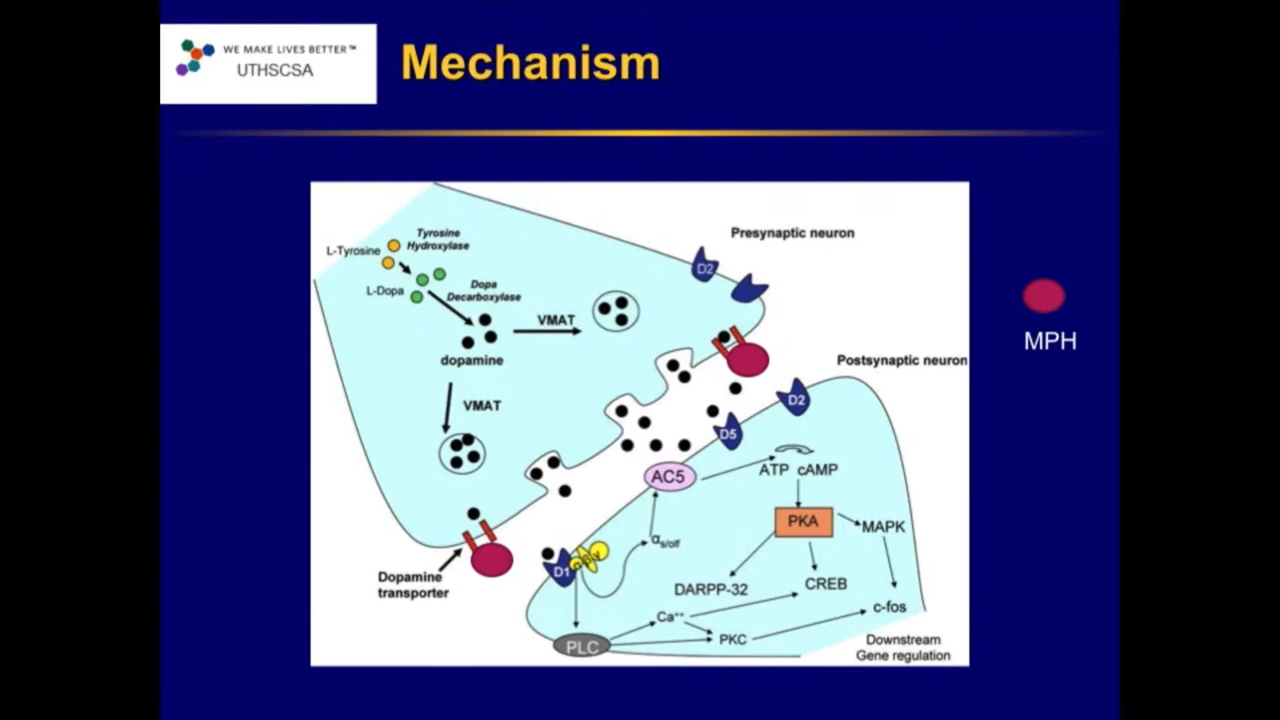 WE MAKE LIVES BETTER™
UTHSCSA
Mechanism
Presynaptic neuron
L-Tyrosine
Tyrosine
Hydroxylase
L-Dopa
Dopa
Decarboxylase
VMAT
dopamine
VMAT
D2
Dopamine
transporter
Postsynaptic neuron
D2
D5
AC5
ATP cAMP
PKA
MAPK
αs/olf
D1
αβγ
DARPP-32
CREB
c-fos
Ca++
PKC
PLC
Downstream
Gene regulation
MPH